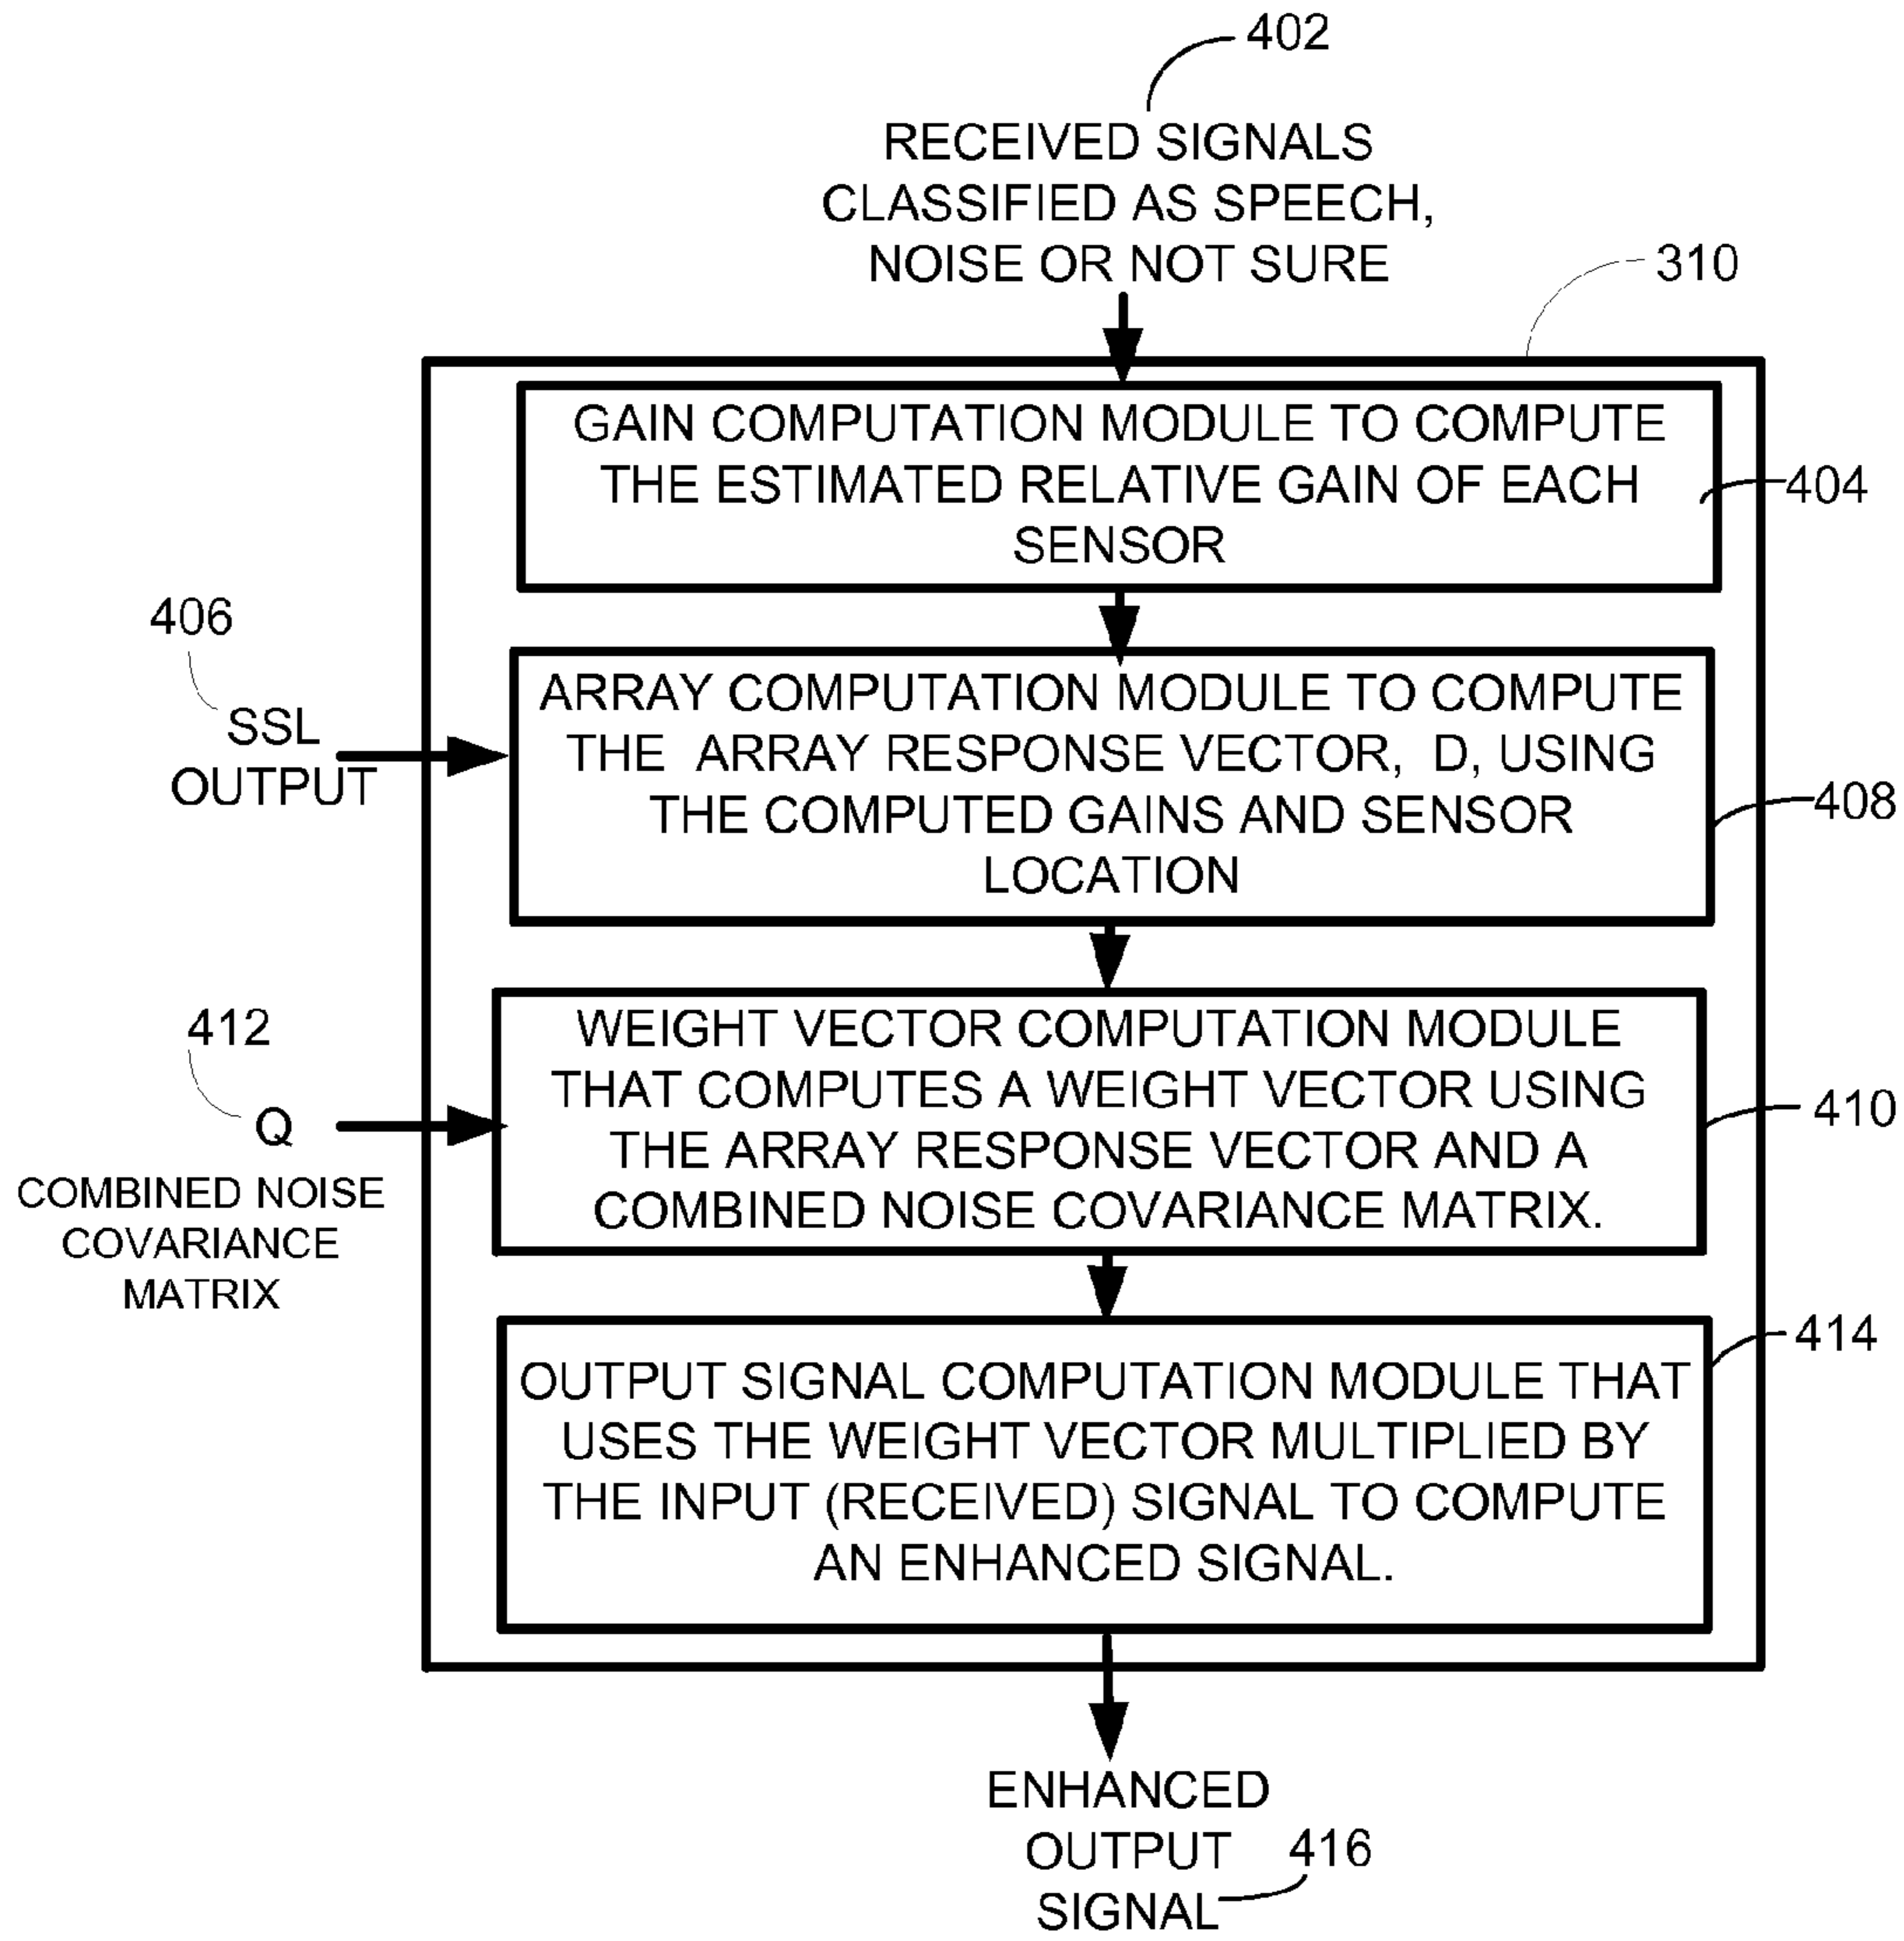 402
RECEIVED SIGNALS
CLASSIFIED AS SPEECH,
NOISE OR NOT SURE
310
GAIN COMPUTATION MODULE TO COMPUTE
THE ESTIMATED RELATIVE GAIN OF EACH
SENSOR
404
406
SSL
OUTPUT
ARRAY COMPUTATION MODULE TO COMPUTE
THE ARRAY RESPONSE VECTOR, D, USING
THE COMPUTED GAINS AND SENSOR
LOCATION
408
412
Q
COMBINED NOISE
COVARIANCE
MATRIX
WEIGHT VECTOR COMPUTATION MODULE
THAT COMPUTES A WEIGHT VECTOR USING
THE ARRAY RESPONSE VECTOR AND A
COMBINED NOISE COVARIANCE MATRIX.
410
414
OUTPUT SIGNAL COMPUTATION MODULE THAT
USES THE WEIGHT VECTOR MULTIPLIED BY
THE INPUT (RECEIVED) SIGNAL TO COMPUTE
AN ENHANCED SIGNAL.
ENHANCED
OUTPUT
SIGNAL
416